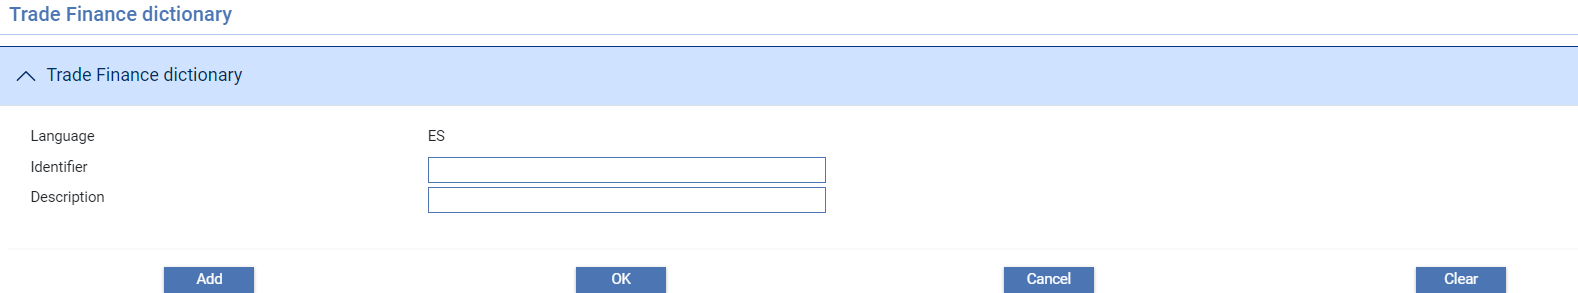 Trade Finance dictionary
Trade Finance dictionary
Language ES
Identifier
Description
Add OK Cancel Clear